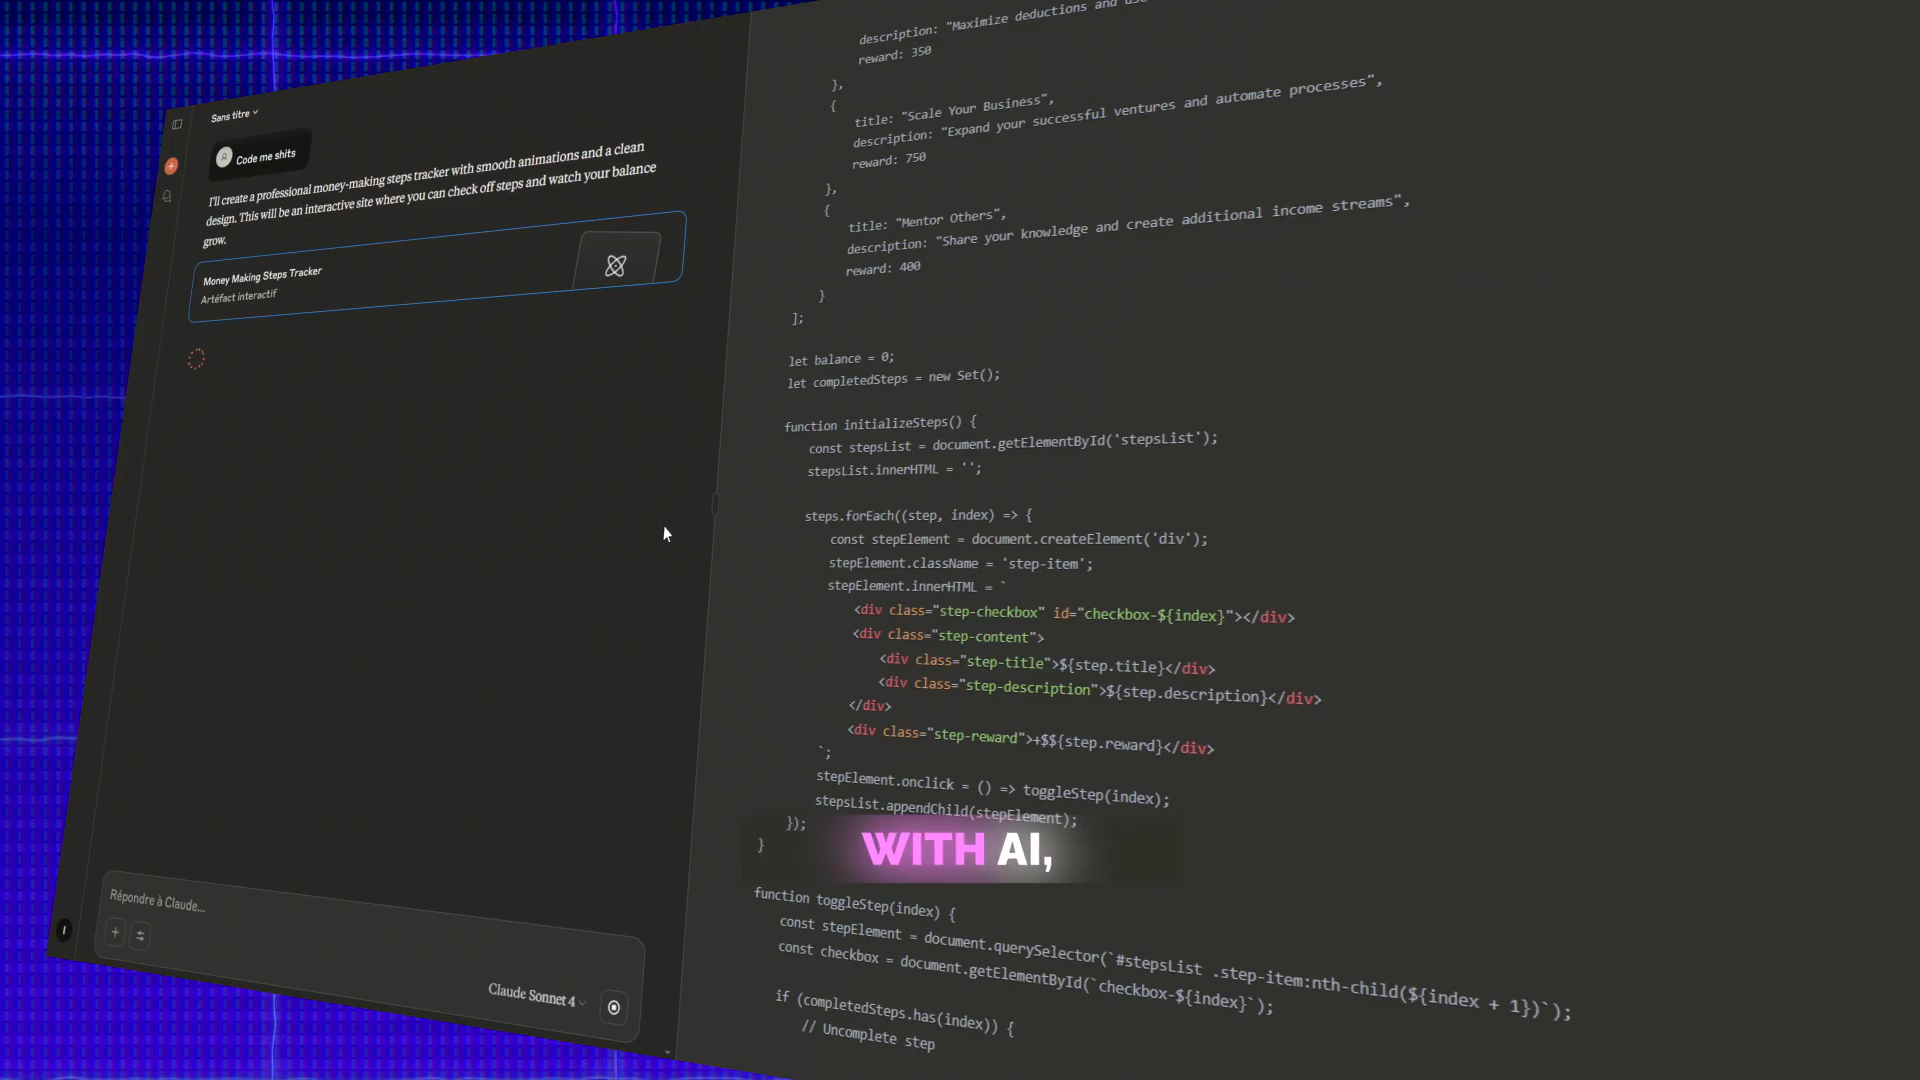 Sans titre
Code me shits
I'll create a professional money-making steps tracker with smooth animations and a clean
design. This will be an interactive site where you can check off steps and watch your balance
grow.
Money Making Steps Tracker
Artéfact interactif
Répondre à Claude...
Claude Sonnet 4
description: "Maximize deductions and
reward: 350
},
{
title: "Scale Your Business",
description: "Expand your successful ventures and automate processes",
reward: 750
},
{
title: "Mentor Others",
description: "Share your knowledge and create additional income streams",
reward: 400
}
];
let balance = 0;
let completedSteps = new Set();
function initializeSteps() {
const stepsList = document.getElementById('stepsList');
stepsList.innerHTML = '';
steps.forEach((step, index) => {
const stepElement = document.createElement('div');
stepElement.className = 'step-item';
stepElement.innerHTML = `
<div class="step-checkbox" id="checkbox-${index}"></div>
<div class="step-content">
<div class="step-title">${step.title}</div>
<div class="step-description">${step.description}</div>
</div>
<div class="step-reward">+$${step.reward}</div>
`;
stepElement.onclick = () => toggleStep(index);
stepsList.appendChild(stepElement);
});
}
WITH AI,
function toggleStep(index) {
const stepElement = document.querySelector(`#stepsList .step-item:nth-child(${index + 1})`);
const checkbox = document.getElementById(`checkbox-${index}`);
if (completedSteps.has(index)) {
// Uncomplete step